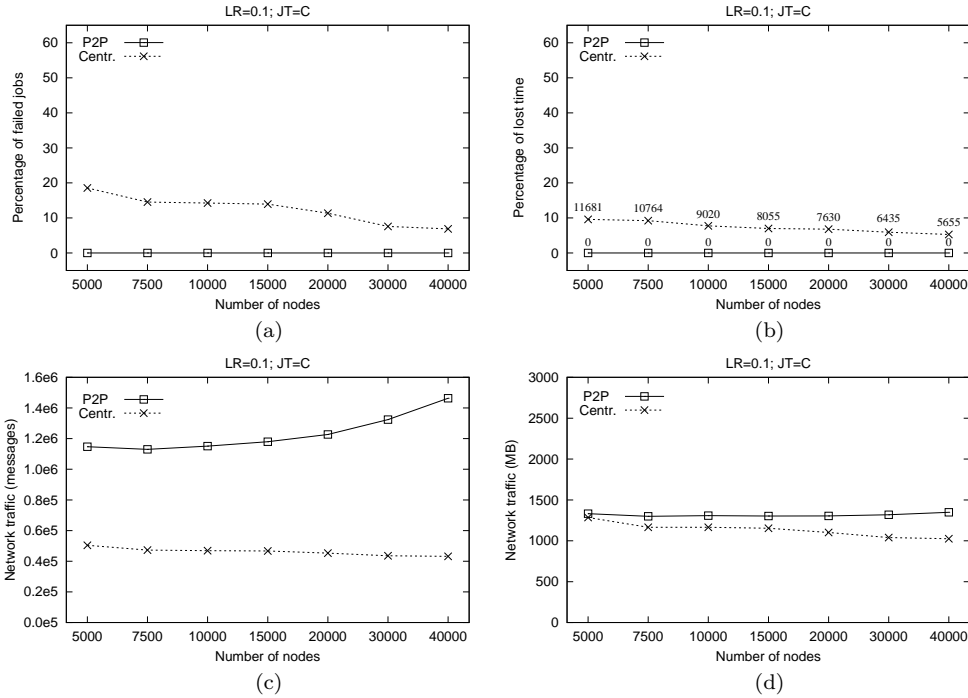 LR=0.1; JT=C
Percentage of failed jobs
60
50
40
30
20
10
0
P2P
Centr.
5000 7500 10000 15000 20000 30000 40000
Number of nodes
(a)
LR=0.1; JT=C
Percentage of lost time
60
50
40
30
20
10
0
P2P
Centr.
11681 10764 9020 8055 7630 6435 5655
0 0 0 0 0 0 0
5000 7500 10000 15000 20000 30000 40000
Number of nodes
(b)
LR=0.1; JT=C
Network traffic (messages)
1.6e6
1.4e6
1.2e6
1.0e6
0.8e5
0.6e5
0.4e5
0.2e5
0.0e5
P2P
Centr.
5000 7500 10000 15000 20000 30000 40000
Number of nodes
(c)
LR=0.1; JT=C
Network traffic (MB)
3000
2500
2000
1500
1000
500
0
P2P
Centr.
5000 7500 10000 15000 20000 30000 40000
Number of nodes
(d)